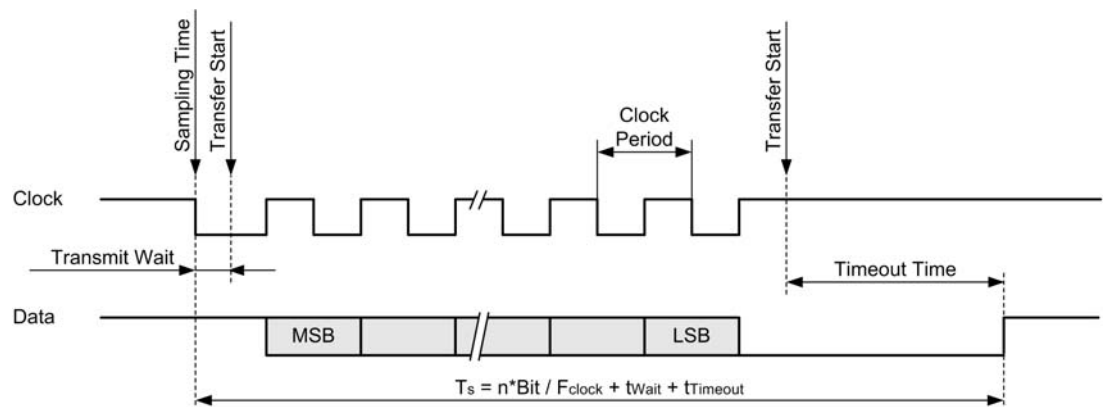 Sampling Time
Transfer Start
Transfer Start
Clock
Period
Clock
Transmit Wait
Timeout Time
Data
MSB
LSB
Ts = n*Bit / Fclock + tWait + tTimeout